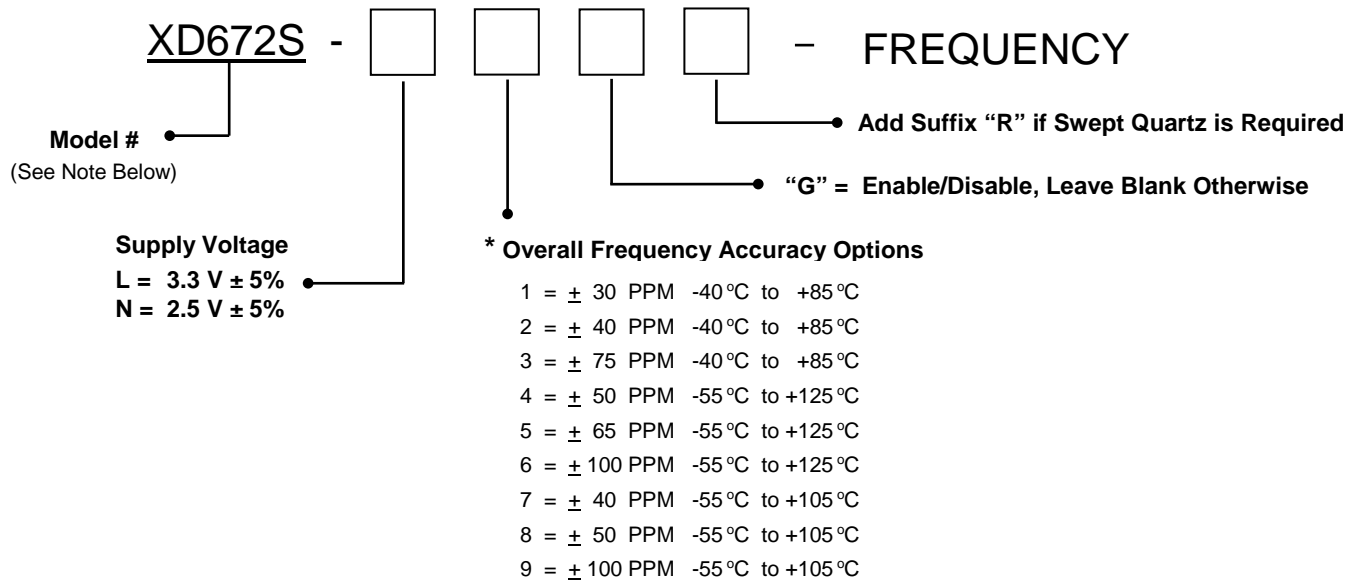 XD672S - – FREQUENCY
Add Suffix “R” if Swept Quartz is Required
Model #
(See Note Below)
“G” = Enable/Disable, Leave Blank Otherwise
Supply Voltage
L = 3.3 V ± 5%
N = 2.5 V ± 5%
* Overall Frequency Accuracy Options
1 = ± 30 PPM -40 °C to +85 °C
2 = ± 40 PPM -40 °C to +85 °C
3 = ± 75 PPM -40 °C to +85 °C
4 = ± 50 PPM -55 °C to +125 °C
5 = ± 65 PPM -55 °C to +125 °C
6 = ± 100 PPM -55 °C to +125 °C
7 = ± 40 PPM -55 °C to +105 °C
8 = ± 50 PPM -55 °C to +105 °C
9 = ± 100 PPM -55 °C to +105 °C